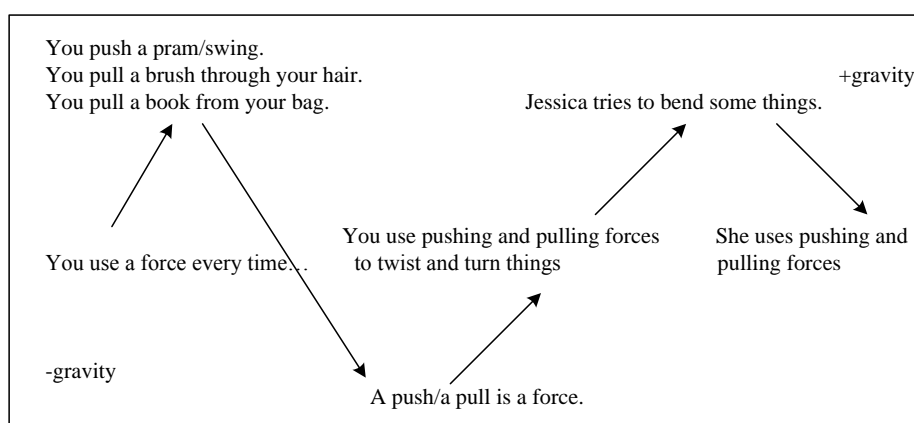 You push a pram/swing.
You pull a brush through your hair.
You pull a book from your bag.
+gravity
Jessica tries to bend some things.
You use a force every time…
You use pushing and pulling forces
to twist and turn things
She uses pushing and
pulling forces
-gravity
A push/a pull is a force.